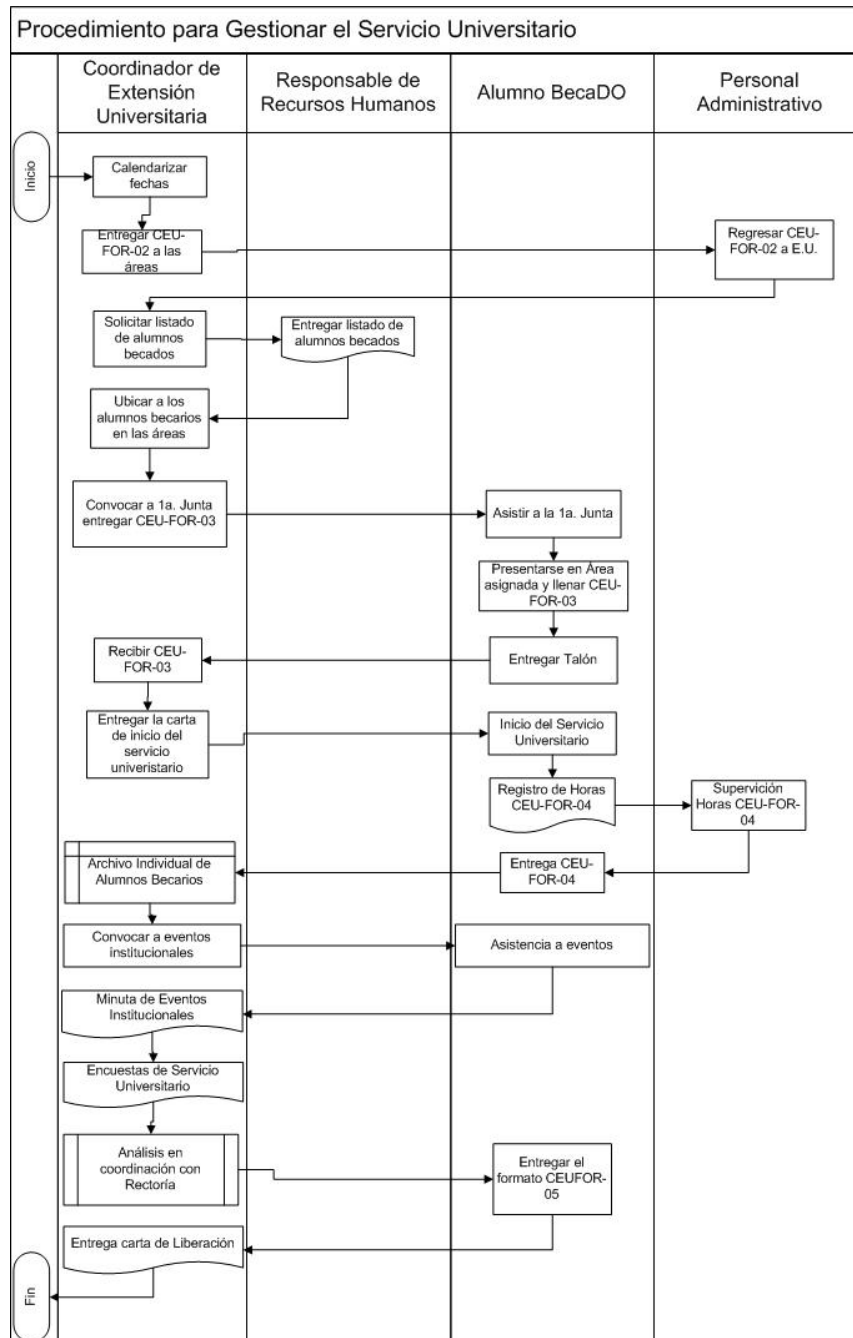 Procedimiento para Gestionar el Servicio Universitario
Coordinador de
Extensión
Universitaria
Responsable de
Recursos Humanos
Alumno BecaDO
Personal
Administrativo
Inicio
Calendarizar
fechas
Entregar CEU-
FOR-02 a las
áreas
Regresar CEU-
FOR-02 a E.U.
Solicitar listado
de alumnos
becados
Entregar listado de
alumnos becados
Ubicar a los
alumnos becarios
en las áreas
Convocar a 1a. Junta
entregar CEU-FOR-03
Asistir a la 1a. Junta
Presentarse en Área
asignada y llenar CEU-
FOR-03
Entregar Talón
Recibir CEU-
FOR-03
Entregar la carta
de inicio del
servicio
univeristario
Inicio del Servicio
Universitario
Registro de Horas
CEU-FOR-04
Supervición
Horas CEU-FOR-
04
Entrega CEU-
FOR-04
Archivo Individual de
Alumnos Becarios
Convocar a eventos
institucionales
Asistencia a eventos
Minuta de Eventos
Institucionales
Encuestas de Servicio
Universitario
Análisis en
coordinación con
Rectoría
Entregar el
formato CEUFOR-
05
Entrega carta de Liberación
Fin